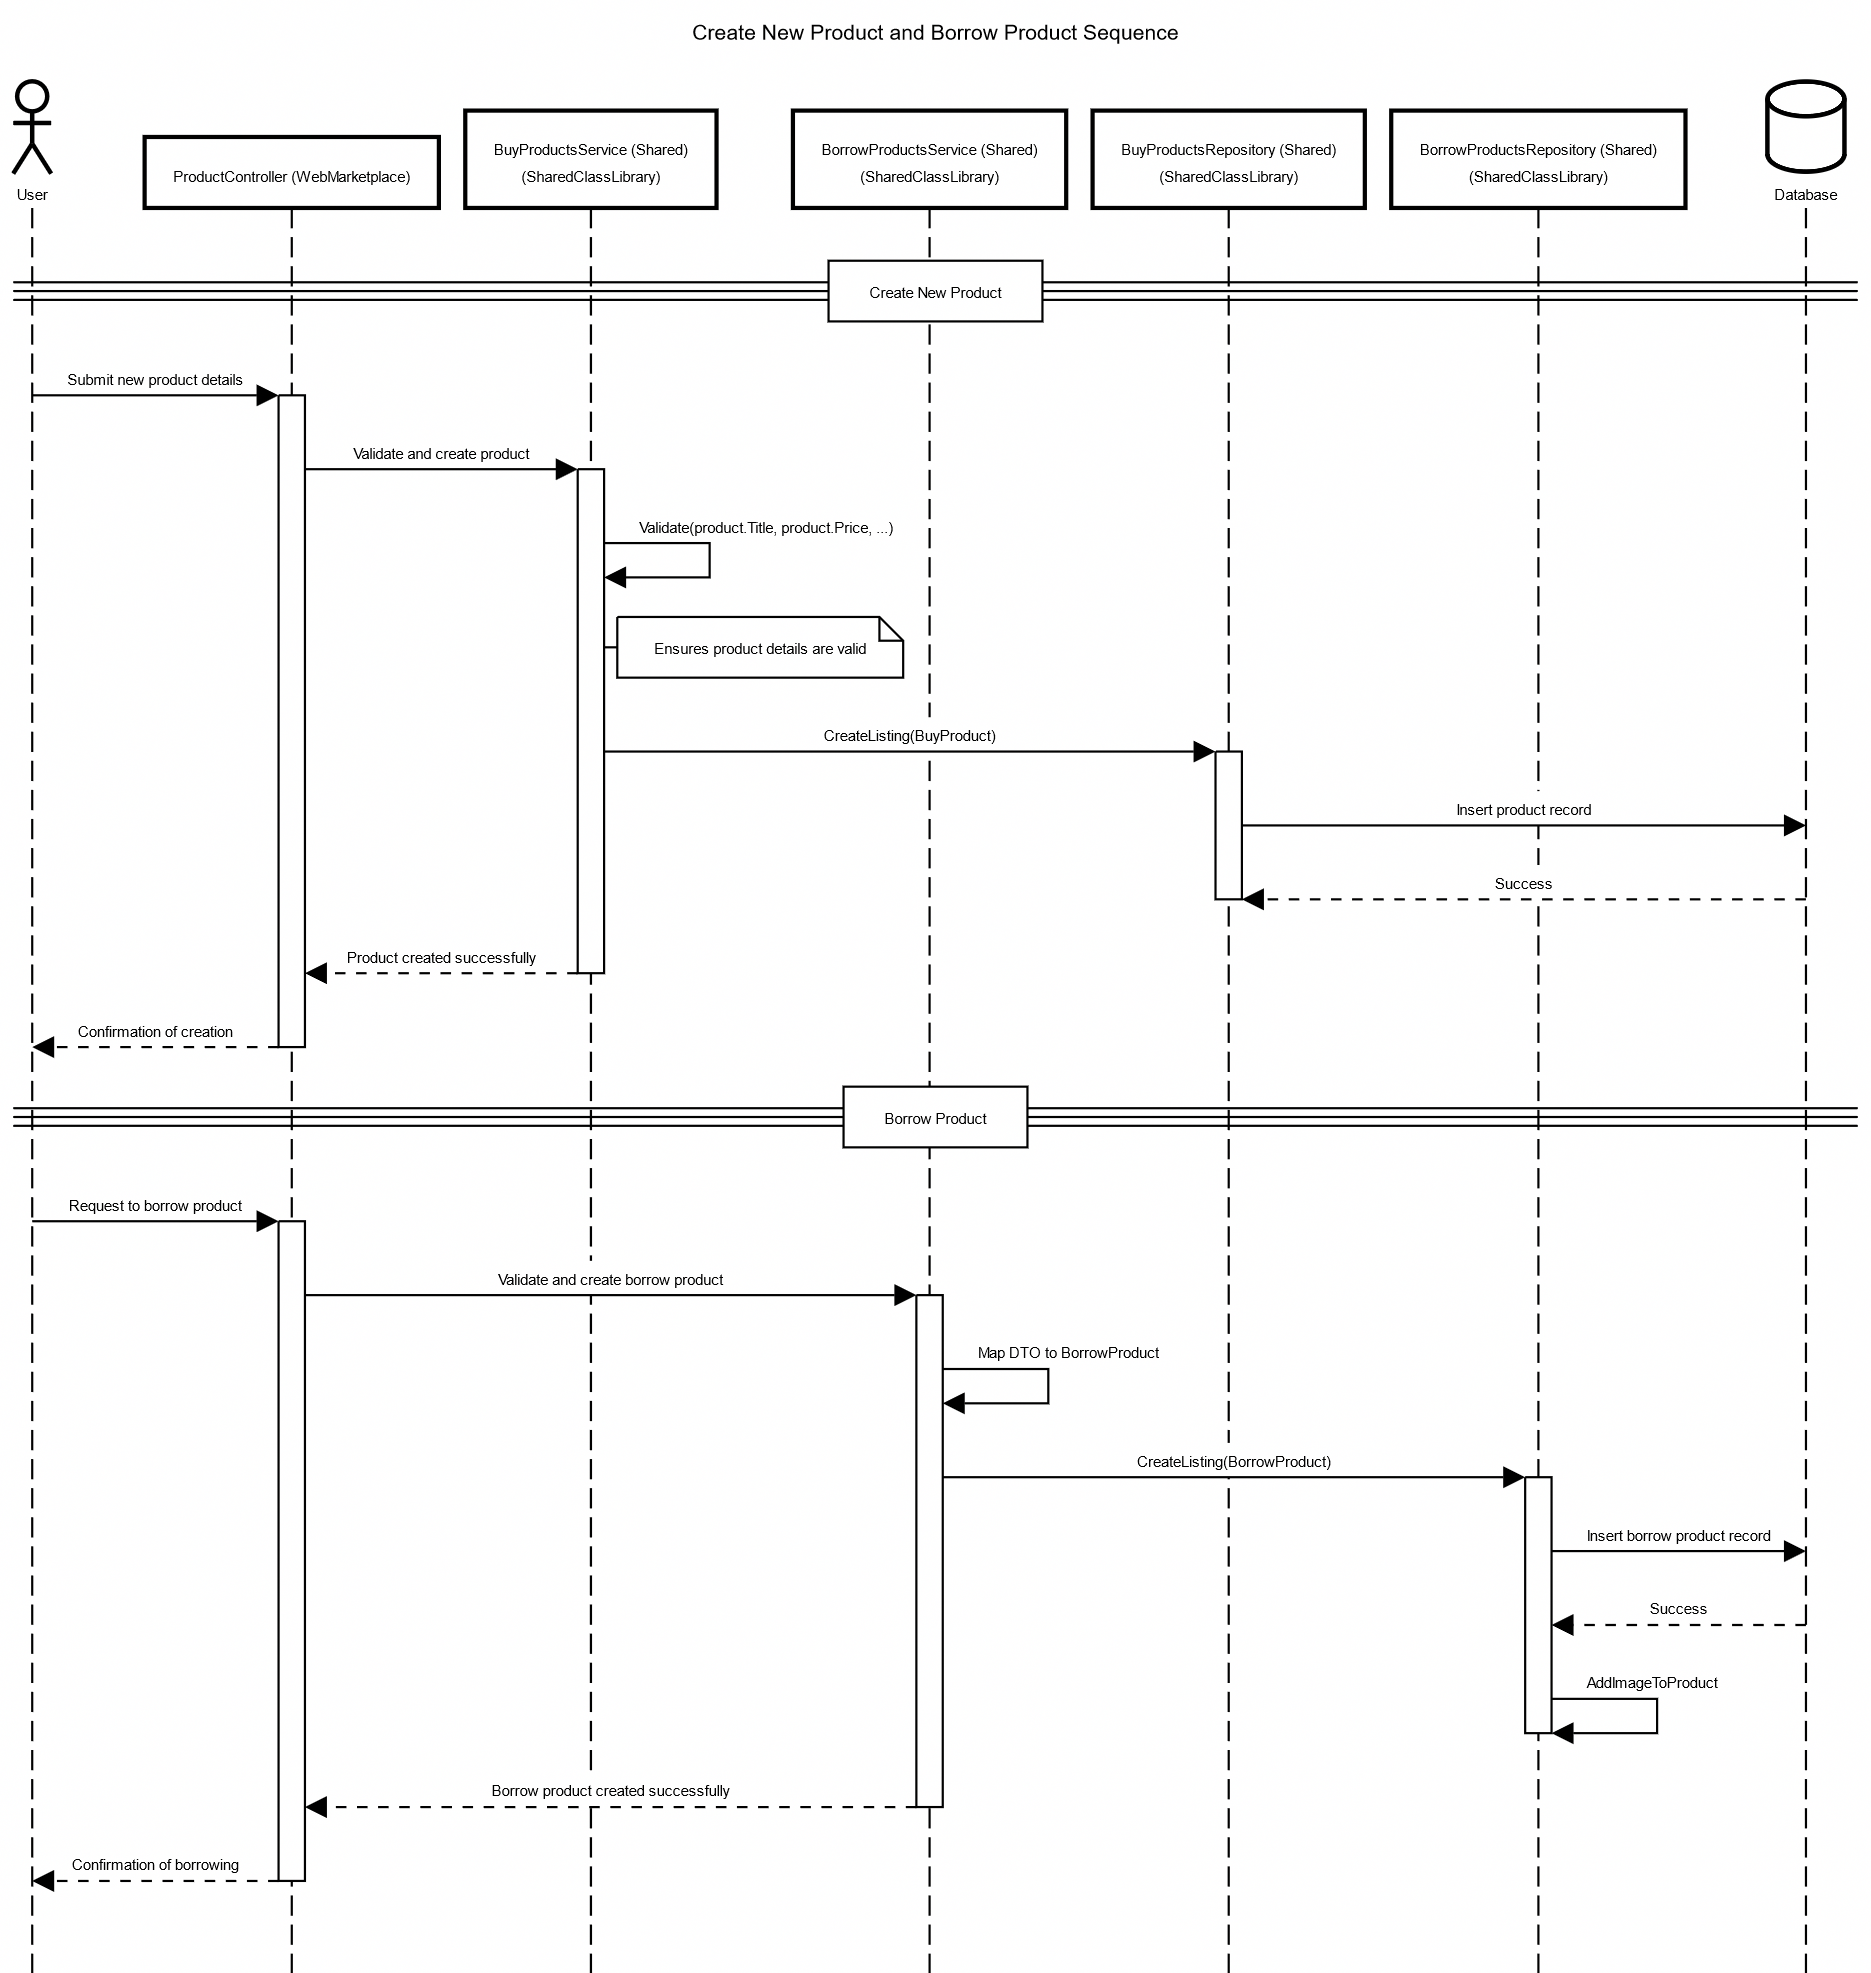 Create New Product and Borrow Product Sequence
User
ProductController (WebMarketplace)
BuyProductsService (Shared)
(SharedClassLibrary)
BorrowProductsService (Shared)
(SharedClassLibrary)
BuyProductsRepository (Shared)
(SharedClassLibrary)
BorrowProductsRepository (Shared)
(SharedClassLibrary)
Database
Create New Product
Submit new product details
Validate and create product
Validate(product.Title, product.Price, ...)
Ensures product details are valid
CreateListing(BuyProduct)
Insert product record
Success
Product created successfully
Confirmation of creation
Borrow Product
Request to borrow product
Validate and create borrow product
Map DTO to BorrowProduct
CreateListing(BorrowProduct)
Insert borrow product record
Success
AddImageToProduct
Borrow product created successfully
Confirmation of borrowing